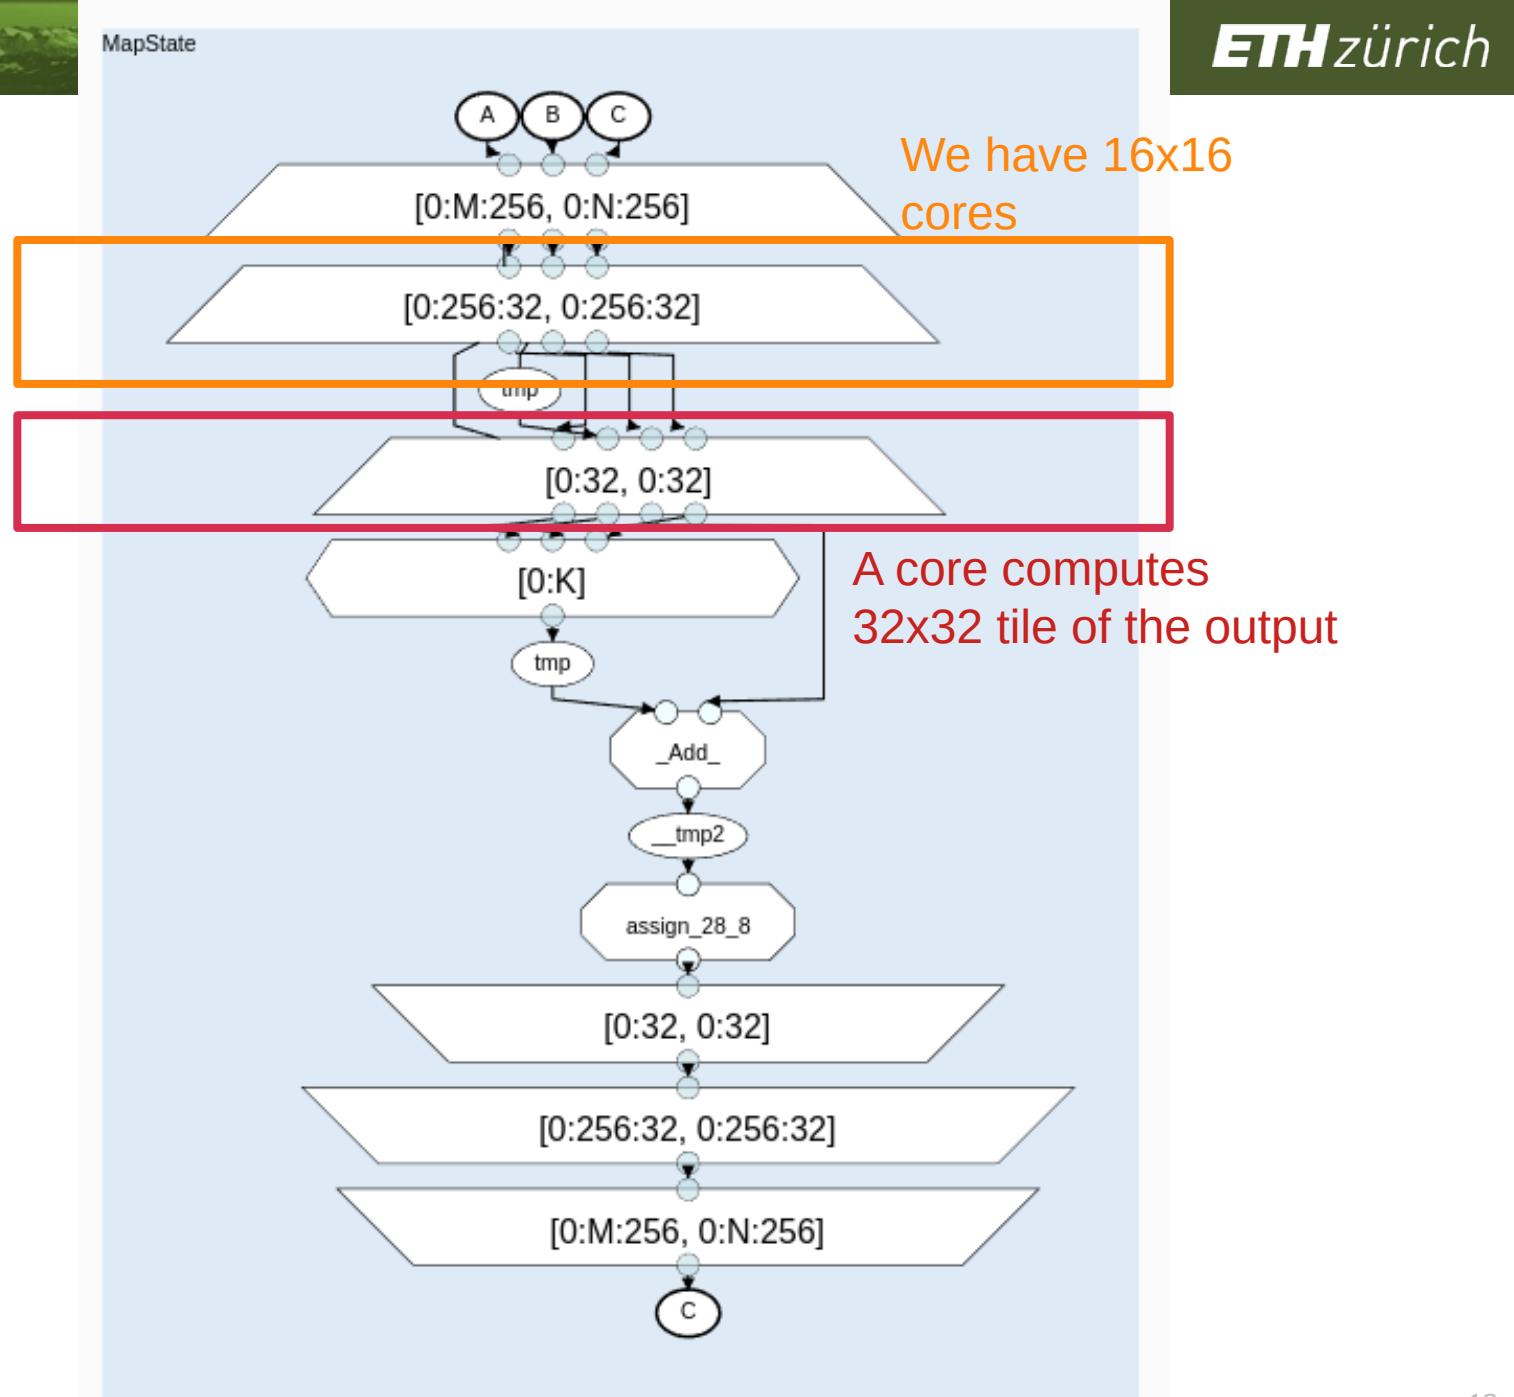 MapState
ETH zürich
A B C
We have 16x16
cores
[0:M:256, 0:N:256]
[0:256:32, 0:256:32]
tmp
[0:32, 0:32]
[0:K]
A core computes
32x32 tile of the output
tmp
_Add_
__tmp2
assign_28_8
[0:32, 0:32]
[0:256:32, 0:256:32]
[0:M:256, 0:N:256]
C